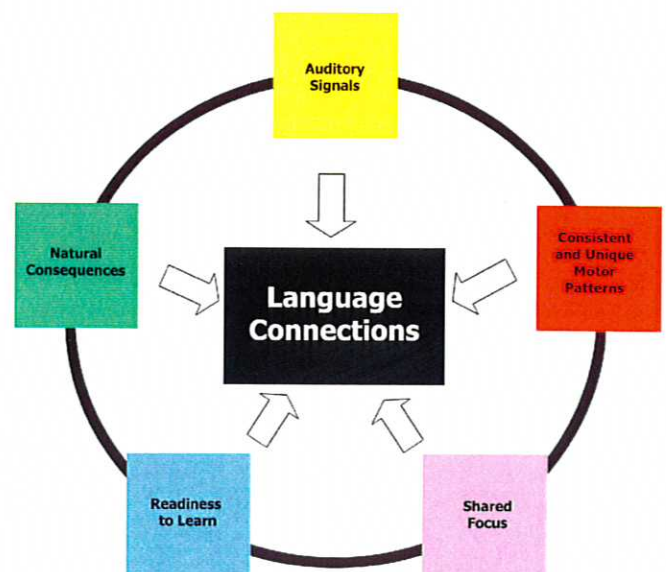 Auditory
Signals
Natural
Consequences
Consistent
and Unique
Motor
Patterns
Language
Connections
Readiness
to Learn
Shared
Focus